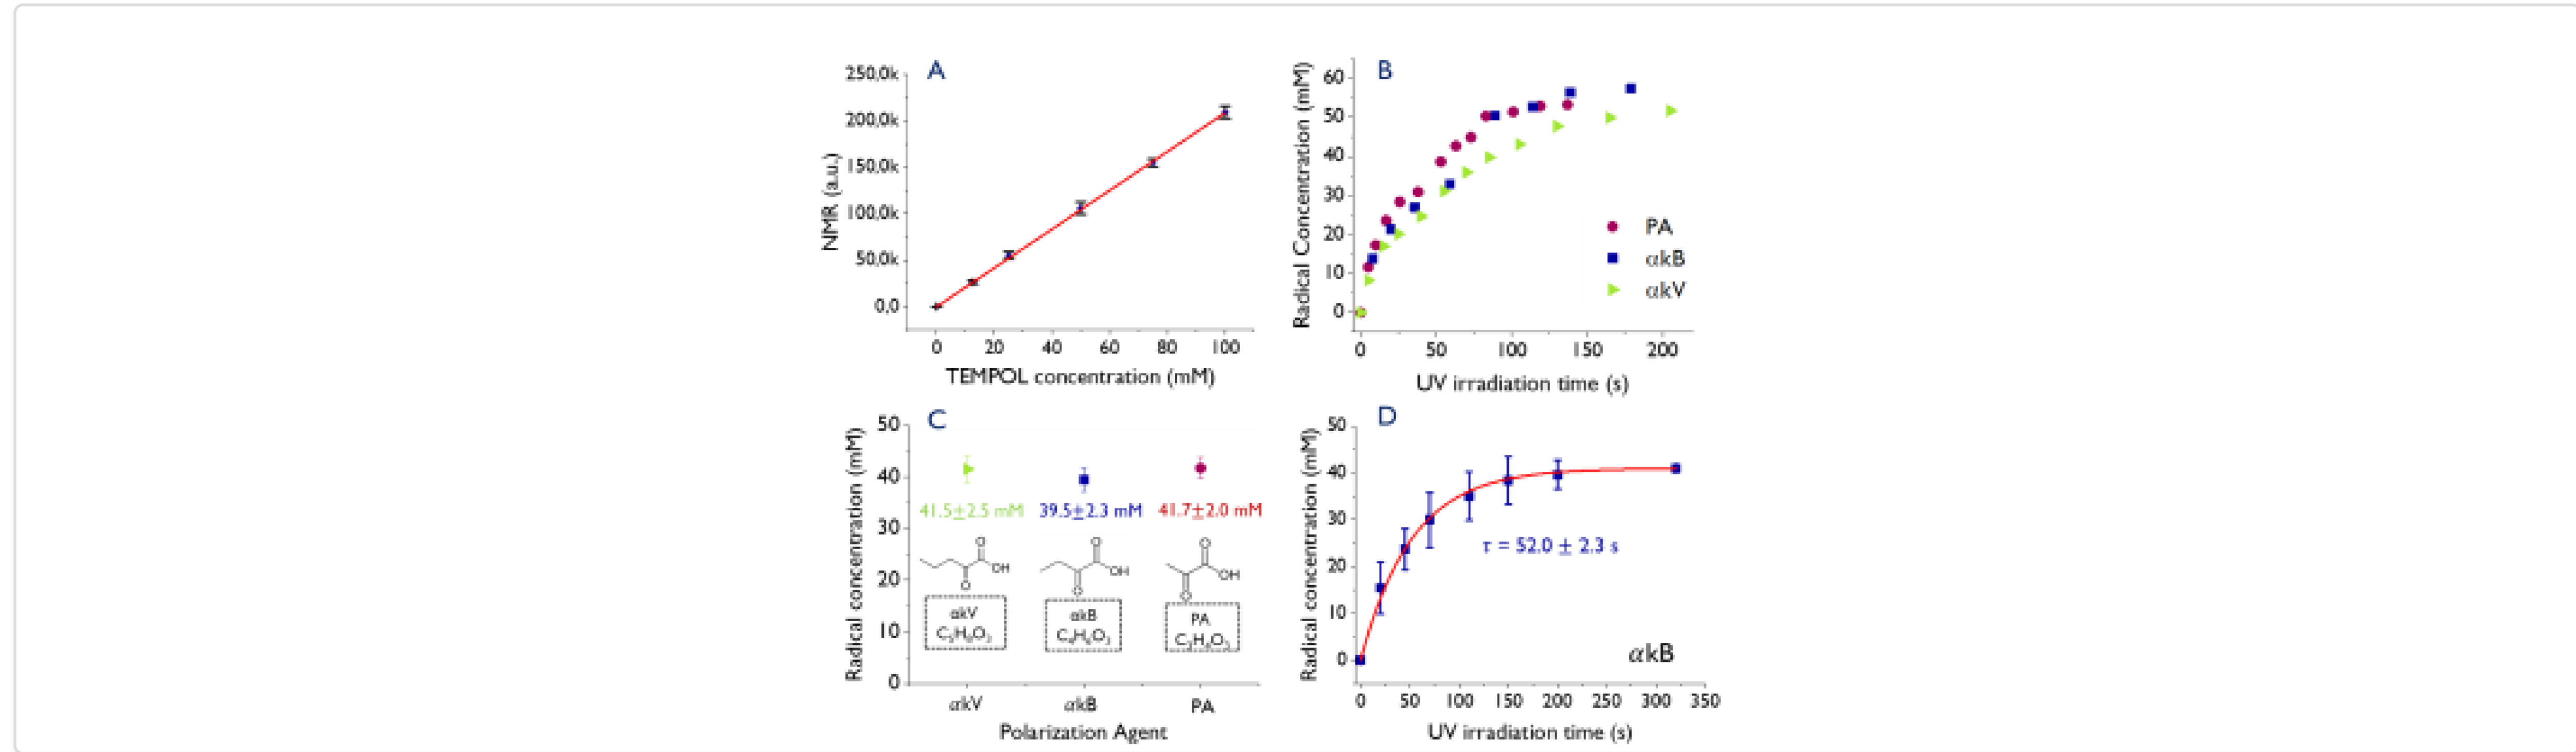 A
250,0k
200,0k
150,0k
100,0k
50,0k
0,0
NMR (a.u.)
0 20 40 60 80 100
TEMPOL concentration (mM)
B
60
50
40
30
20
10
0
Radical Concentration (mM)
PA
αkB
αkV
0 50 100 150 200
UV irradiation time (s)
C
50
40
30
20
10
0
Radical concentration (mM)
41.5±2.5 mM 39.5±2.3 mM 41.7±2.0 mM
O OH O
O OH O
O OH O
αkV
C₅H₈O₃
αkB
C₄H₆O₃
PA
C₃H₄O₃
αkV αkB PA
Polarization Agent
D
50
40
30
20
10
0
Radical concentration (mM)
τ = 52.0 ± 2.3 s
αkB
0 50 100 150 200 250 300 350
UV irradiation time (s)